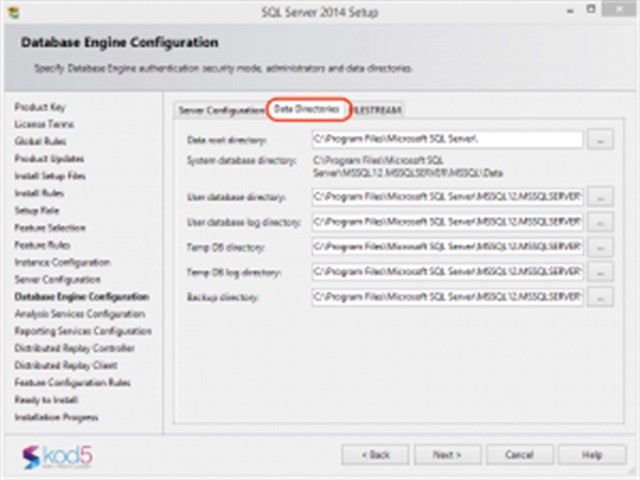 SQL Server 2014 Setup
Database Engine Configuration
Specify Database Engine authentication security mode, administrators and data directories.
Product Key
License Terms
Global Rules
Product Updates
Install Setup Files
Install Rules
Setup Role
Feature Selection
Feature Rules
Instance Configuration
Server Configuration
Database Engine Configuration
Analysis Services Configuration
Reporting Services Configuration
Distributed Replay Controller
Distributed Replay Client
Feature Configuration Rules
Ready to Install
Installation Progress
Server Configuration Data Directories FILESTREAM
Data root directory: C:\Program Files\Microsoft SQL Server\ ...
System database directory: C:\Program Files\Microsoft SQL
Server\MSSQL12.MSSQLSERVER\MSSQL\Data
User database directory: C:\Program Files\Microsoft SQL Server\MSSQL12.MSSQLSERVER\ ...
User database log directory: C:\Program Files\Microsoft SQL Server\MSSQL12.MSSQLSERVER\ ...
Temp DB directory: C:\Program Files\Microsoft SQL Server\MSSQL12.MSSQLSERVER\ ...
Temp DB log directory: C:\Program Files\Microsoft SQL Server\MSSQL12.MSSQLSERVER\ ...
Backup directory: C:\Program Files\Microsoft SQL Server\MSSQL12.MSSQLSERVER\ ...
kod5
< Back Next > Cancel Help